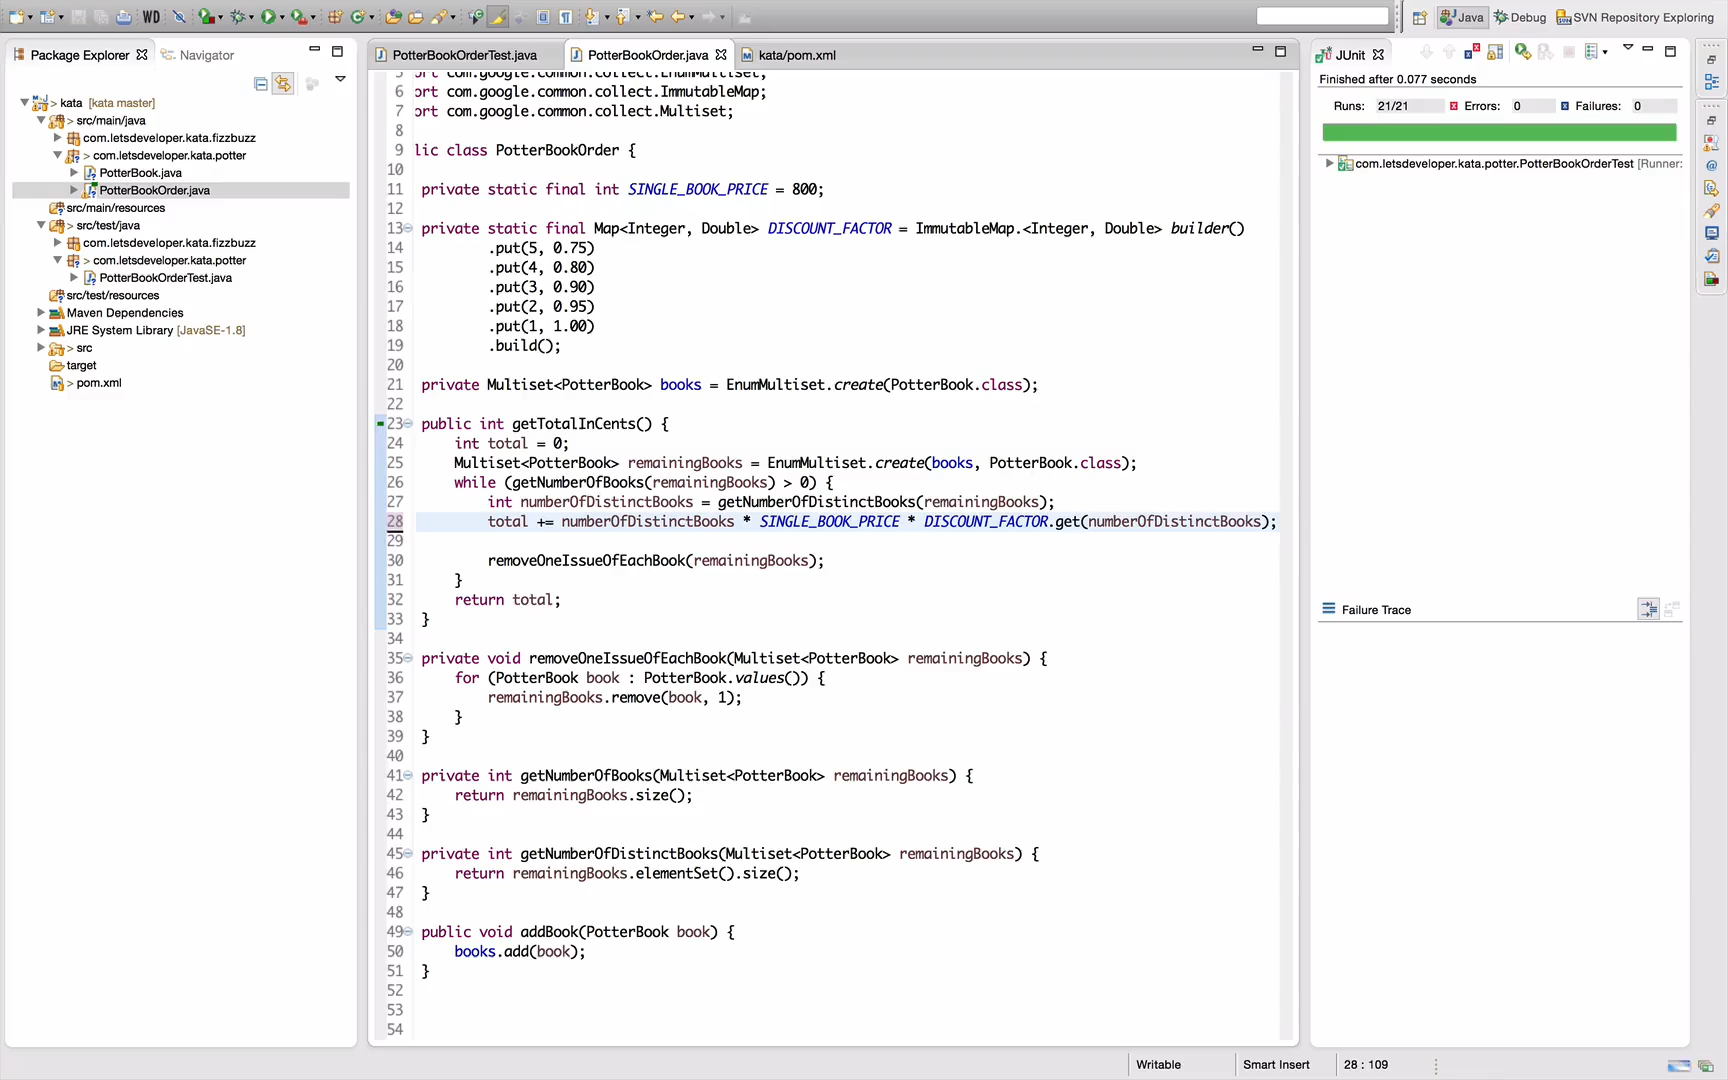 WD
Java
Debug
SVN Repository Exploring
Package Explorer
Navigator
> kata [kata master]
> src/main/java
com.letsdeveloper.kata.fizzbuzz
> com.letsdeveloper.kata.potter
PotterBook.java
PotterBookOrder.java
src/main/resources
> src/test/java
com.letsdeveloper.kata.fizzbuzz
> com.letsdeveloper.kata.potter
PotterBookOrderTest.java
src/test/resources
Maven Dependencies
JRE System Library [JavaSE-1.8]
> src
target
> pom.xml
PotterBookOrderTest.java
PotterBookOrder.java
kata/pom.xml
5 ort com.google.common.collect.EnumMultiset;
6 ort com.google.common.collect.ImmutableMap;
7 ort com.google.common.collect.Multiset;
8
9 lic class PotterBookOrder {
10
11 private static final int SINGLE_BOOK_PRICE = 800;
12
13 private static final Map<Integer, Double> DISCOUNT_FACTOR = ImmutableMap.<Integer, Double> builder()
14 .put(5, 0.75)
15 .put(4, 0.80)
16 .put(3, 0.90)
17 .put(2, 0.95)
18 .put(1, 1.00)
19 .build();
20
21 private Multiset<PotterBook> books = EnumMultiset.create(PotterBook.class);
22
23 public int getTotalInCents() {
24 int total = 0;
25 Multiset<PotterBook> remainingBooks = EnumMultiset.create(books, PotterBook.class);
26 while (getNumberOfBooks(remainingBooks) > 0) {
27 int numberOfDistinctBooks = getNumberOfDistinctBooks(remainingBooks);
28 total += numberOfDistinctBooks * SINGLE_BOOK_PRICE * DISCOUNT_FACTOR.get(numberOfDistinctBooks);
29
30 removeOneIssueOfEachBook(remainingBooks);
31 }
32 return total;
33 }
34
35 private void removeOneIssueOfEachBook(Multiset<PotterBook> remainingBooks) {
36 for (PotterBook book : PotterBook.values()) {
37 remainingBooks.remove(book, 1);
38 }
39 }
40
41 private int getNumberOfBooks(Multiset<PotterBook> remainingBooks) {
42 return remainingBooks.size();
43 }
44
45 private int getNumberOfDistinctBooks(Multiset<PotterBook> remainingBooks) {
46 return remainingBooks.elementSet().size();
47 }
48
49 public void addBook(PotterBook book) {
50 books.add(book);
51 }
52
53
54
JUnit
Finished after 0.077 seconds
Runs: 21/21 Errors: 0 Failures: 0
com.letsdeveloper.kata.potter.PotterBookOrderTest [Runner:
Failure Trace
Writable
Smart Insert
28 : 109